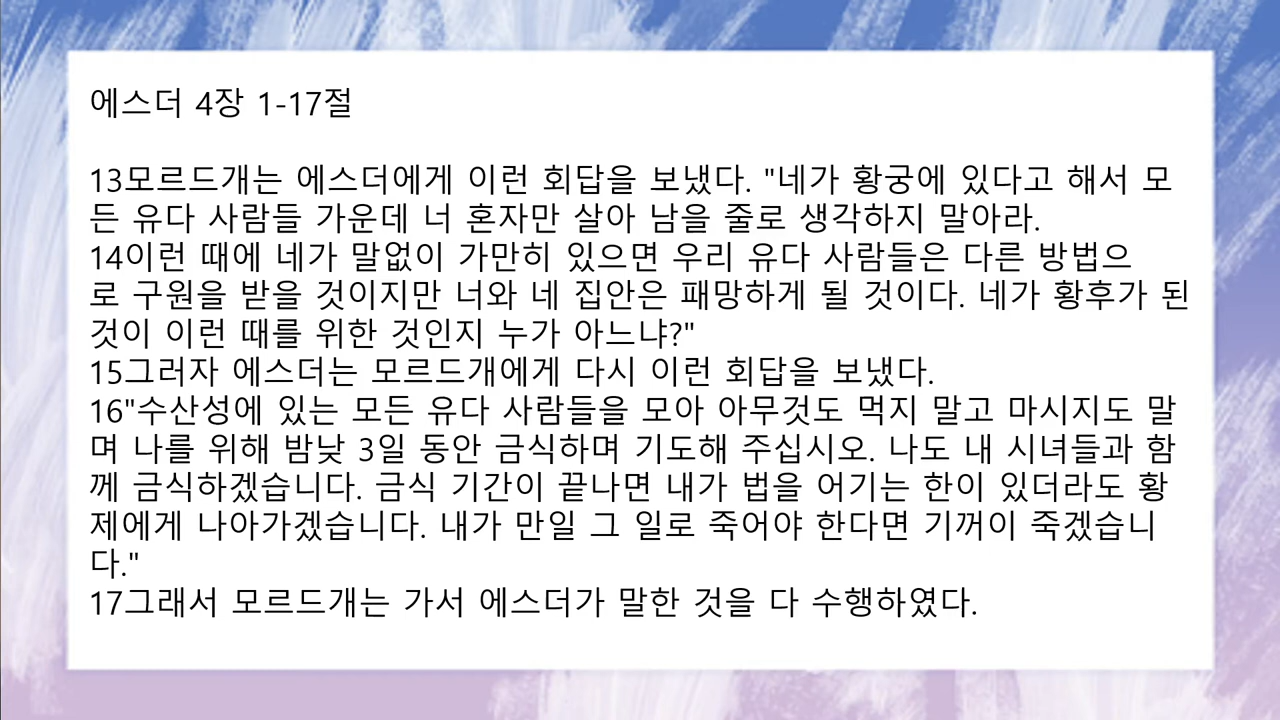 에스더 4장 1-17절
13모르드개는 에스더에게 이런 회답을 보냈다. "네가 황궁에 있다고 해서 모
든 유다 사람들 가운데 너 혼자만 살아 남을 줄로 생각하지 말아라.
14이런 때에 네가 말없이 가만히 있으면 우리 유다 사람들은 다른 방법으
로 구원을 받을 것이지만 너와 네 집안은 패망하게 될 것이다. 네가 황후가 된
것이 이런 때를 위한 것인지 누가 아느냐?"
15그러자 에스더는 모르드개에게 다시 이런 회답을 보냈다.
16"수산성에 있는 모든 유다 사람들을 모아 아무것도 먹지 말고 마시지도 말
며 나를 위해 밤낮 3일 동안 금식하며 기도해 주십시오. 나도 내 시녀들과 함
께 금식하겠습니다. 금식 기간이 끝나면 내가 법을 어기는 한이 있더라도 황
제에게 나아가겠습니다. 내가 만일 그 일로 죽어야 한다면 기꺼이 죽겠습니
다."
17그래서 모르드개는 가서 에스더가 말한 것을 다 수행하였다.